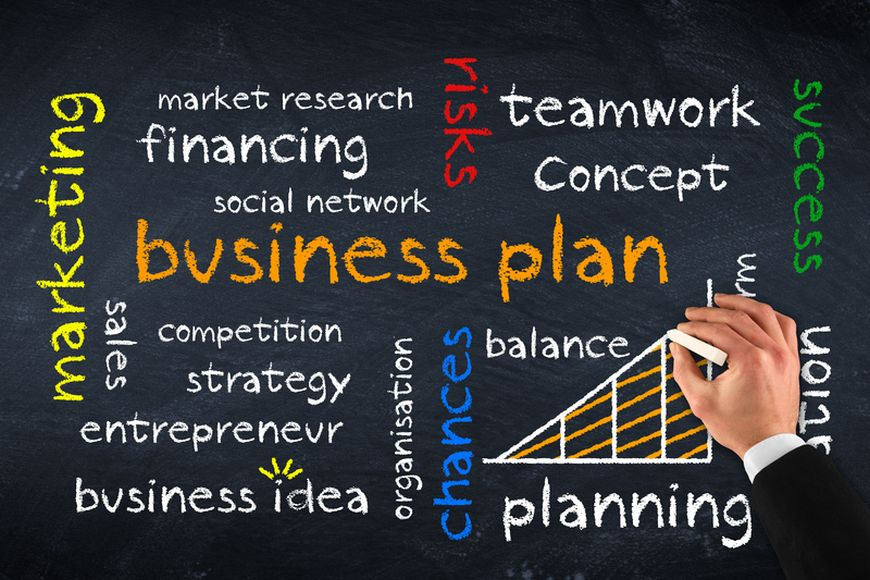 marketing
market research
financing
social network
risks
teamwork
Concept
success
business plan
sales
competition
strategy
entrepreneur
business idea
organisation
chances
balance
planning